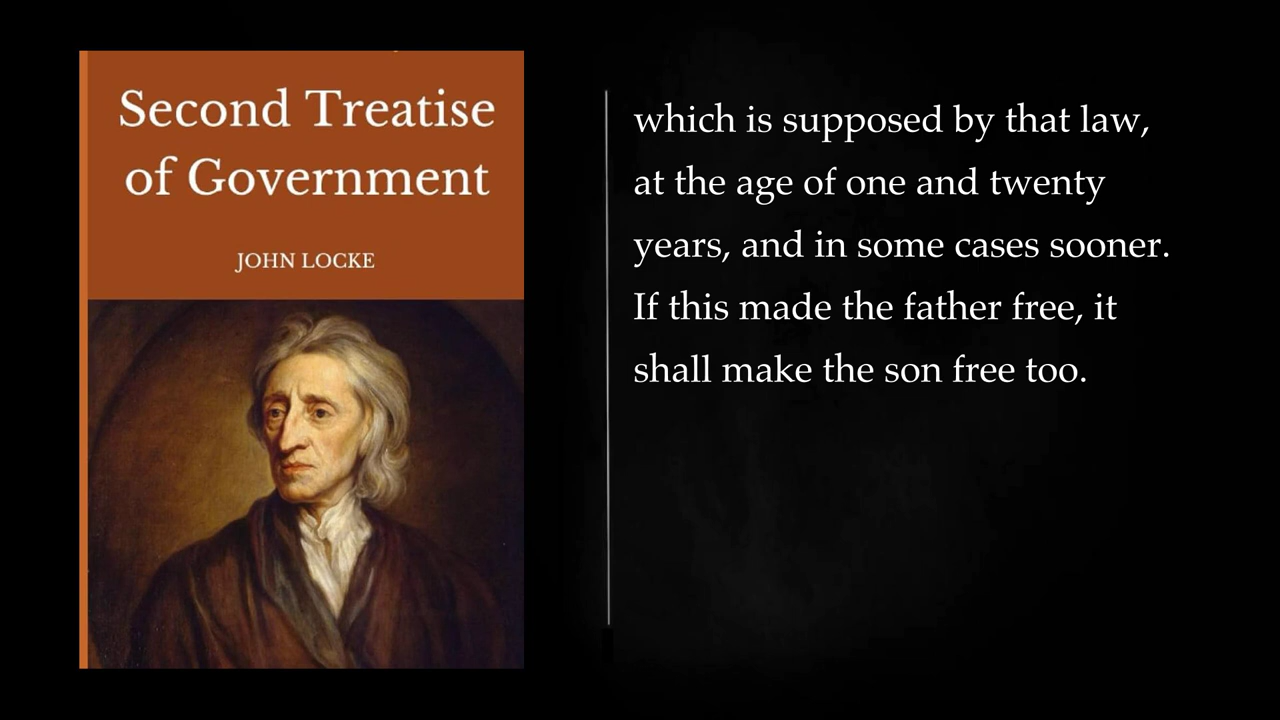 Second Treatise
of Government
JOHN LOCKE
which is supposed by that law,
at the age of one and twenty
years, and in some cases sooner.
If this made the father free, it
shall make the son free too.